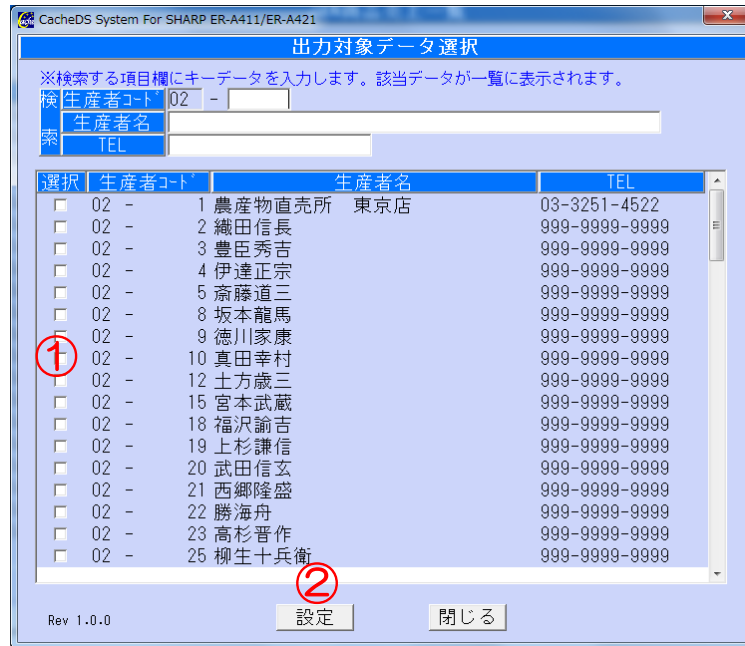 CacheDS System For SHARP ER-A411/ER-A421
出力対象データ選択
※検索する項目欄にキーデータを入力します。該当データが一覧に表示されます。
検索 生産者コード 02 -
生産者名
TEL
選択 生産者コード 生産者名 TEL
02 - 1 農産物直売所 東京店 03-3251-4522
02 - 2 織田信長 999-9999-9999
02 - 3 豊臣秀吉 999-9999-9999
02 - 4 伊達正宗 999-9999-9999
02 - 5 斎藤道三 999-9999-9999
02 - 8 坂本龍馬 999-9999-9999
02 - 9 徳川家康 999-9999-9999
① 02 - 10 真田幸村 999-9999-9999
02 - 12 土方歳三 999-9999-9999
02 - 15 宮本武蔵 999-9999-9999
02 - 18 福沢諭吉 999-9999-9999
02 - 19 上杉謙信 999-9999-9999
02 - 20 武田信玄 999-9999-9999
02 - 21 西郷隆盛 999-9999-9999
02 - 22 勝海舟 999-9999-9999
02 - 23 高杉晋作 999-9999-9999
02 - 25 柳生十兵衛 999-9999-9999
②
Rev 1.0.0 設定 閉じる